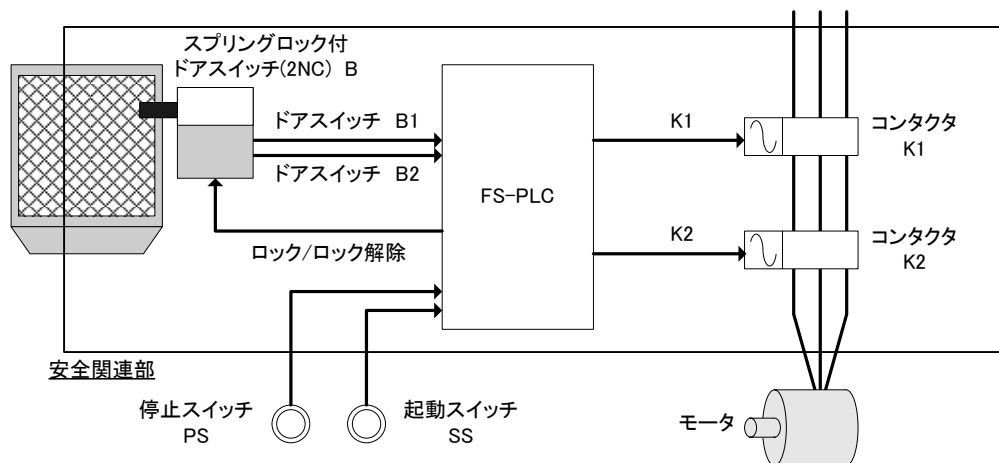 スプリングロック付
ドアスイッチ(2NC) B
ドアスイッチ B1
ドアスイッチ B2
ロック/ロック解除
FS-PLC
K1
K2
コンタクタ
K1
コンタクタ
K2
安全関連部
停止スイッチ
PS
起動スイッチ
SS
モータ